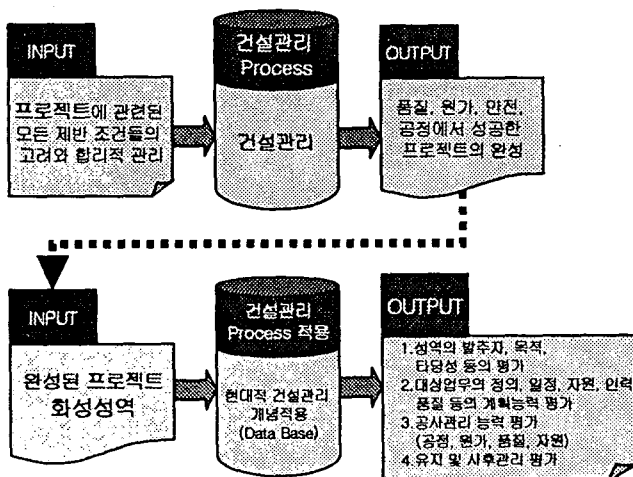 INPUT
프로젝트에 관련된
모든 제반 조건들의
고려와 합리적 관리
건설관리
Process
건설관리
OUTPUT
품질, 원가, 안전,
공정에서 성공한
프로젝트의 완성
INPUT
완성된 프로젝트
화성성역
건설관리
Process 적용
현대적 건설관리
개념적용
(Data Base)
OUTPUT
1.성역의 발주자, 목적,
타당성 등의 평가
2.대상업무의 정의, 일정, 자원, 인력
품질 등의 계획능력 평가
3.공사관리 능력 평가
(공정, 원가, 품질, 자원)
4.유지 및 사후관리 평가